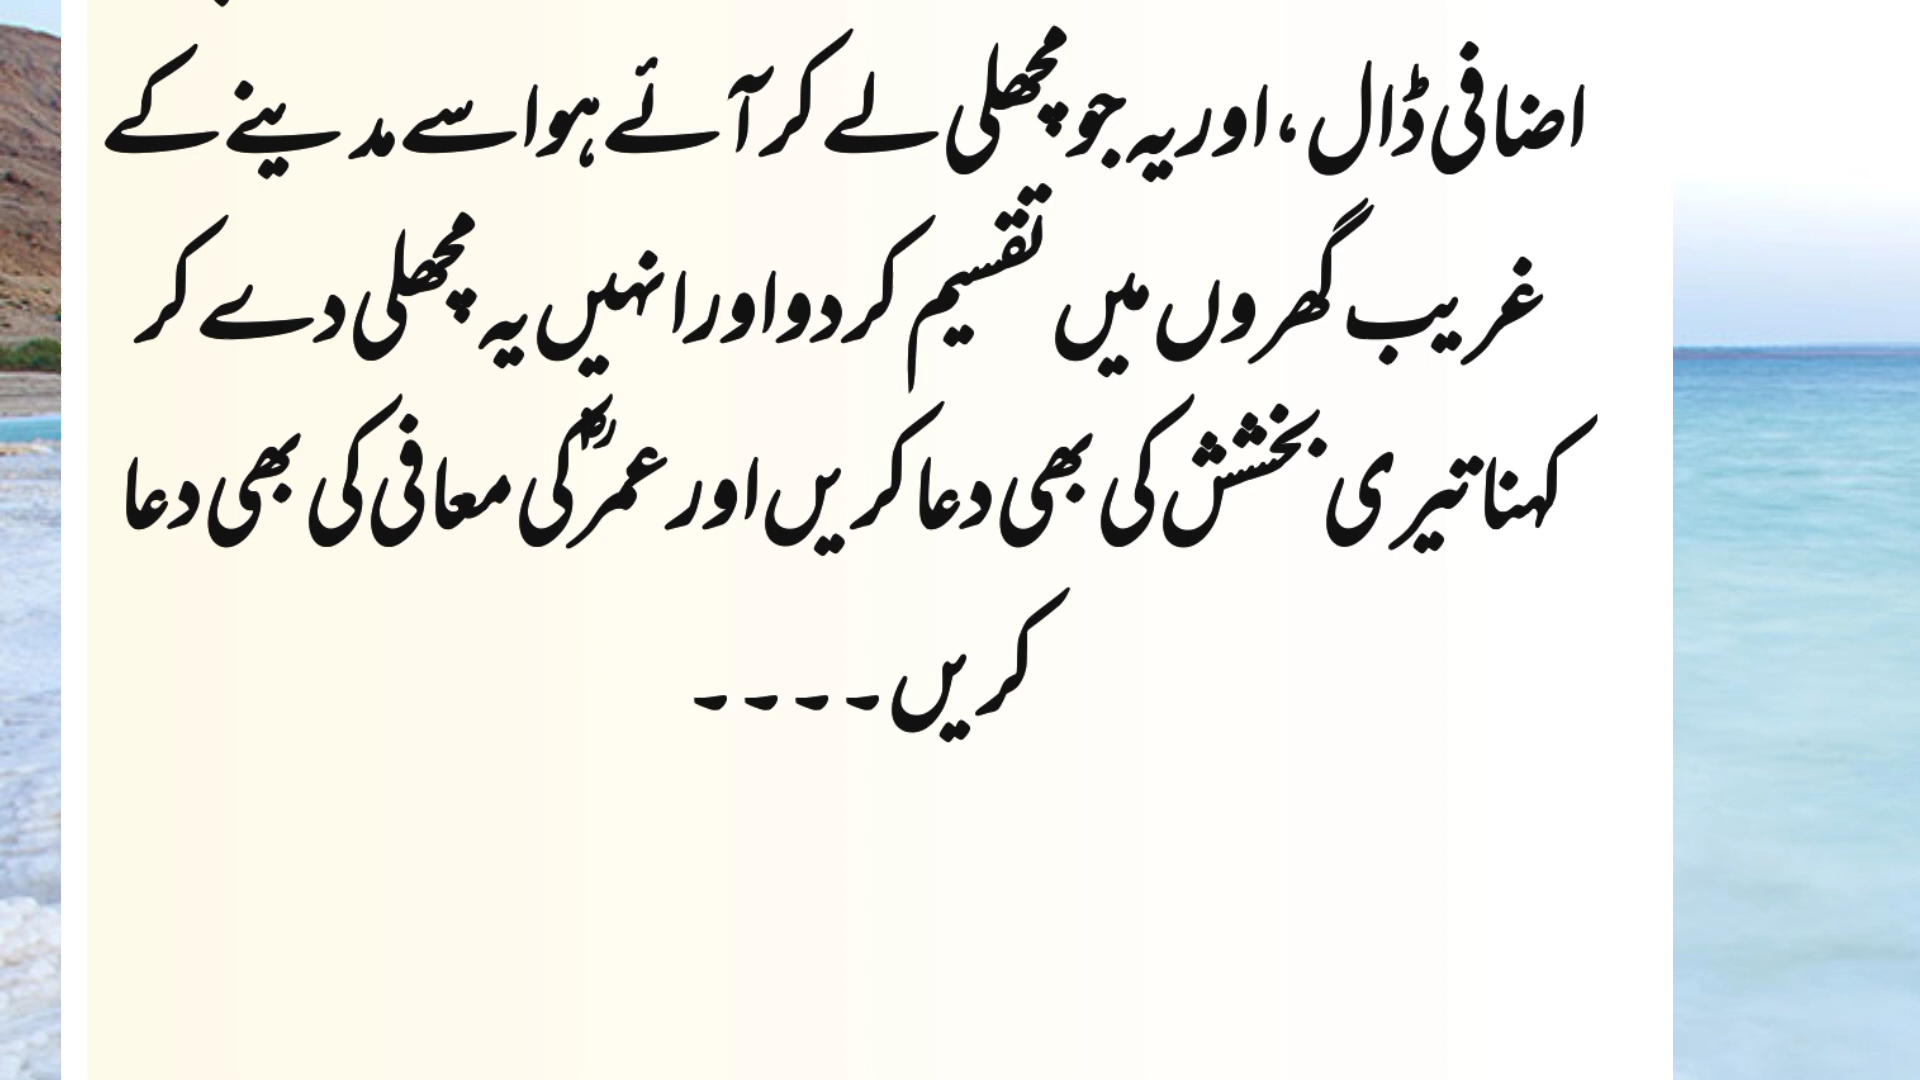 اضافی ڈال ، اور یہ جو مچھلی لے کر آئے ہو اسے مدینے کے
غریب گھروں میں تقسیم کردو اور انہیں یہ مچھلی دے کر
کہنا تیری بخشش کی بھی دعا کریں اور عمرؓ کی معافی کی بھی دعا
کریں۔۔۔۔